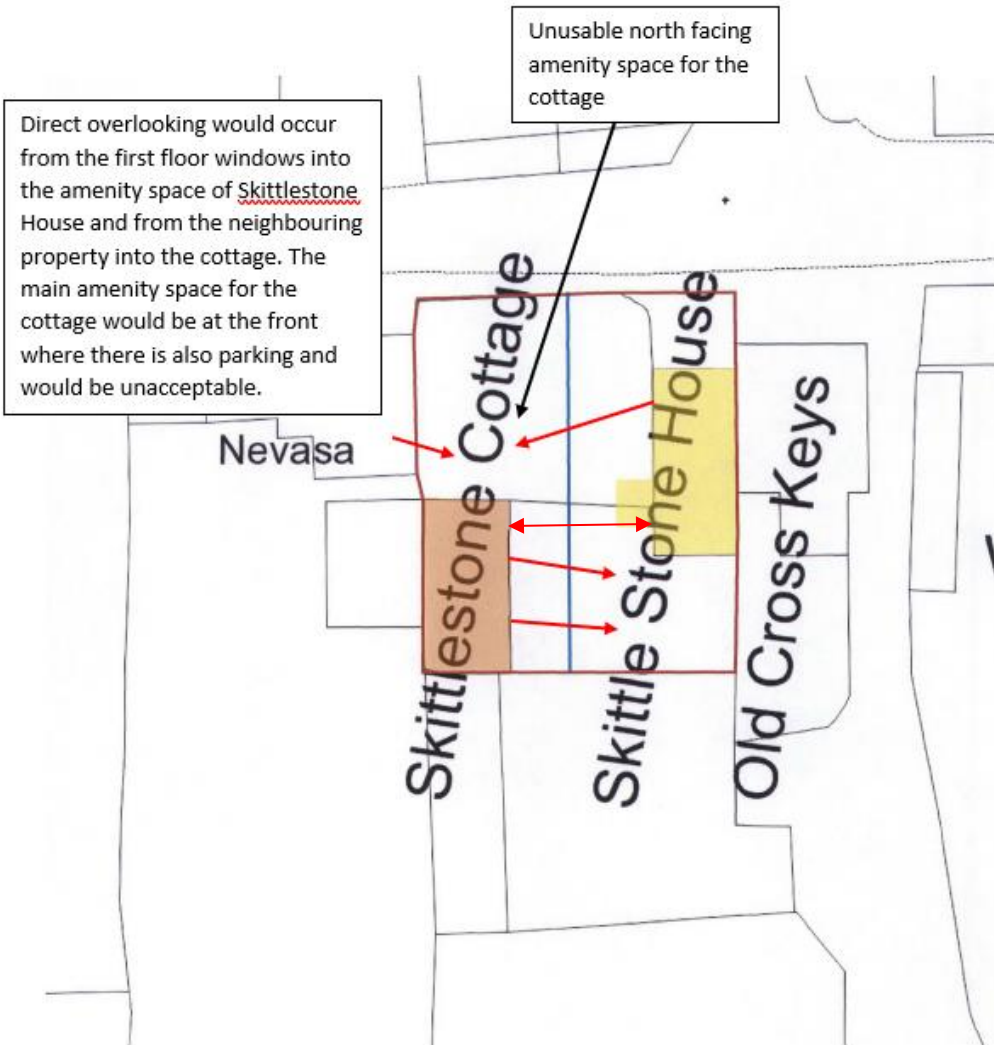 Unusable north facing
amenity space for the
cottage
Direct overlooking would occur
from the first floor windows into
the amenity space of Skittlestone
House and from the neighbouring
property into the cottage. The
main amenity space for the
cottage would be at the front
where there is also parking and
would be unacceptable.
Nevasa
Skittlestone Cottage
Skittle Stone House
Old Cross Keys